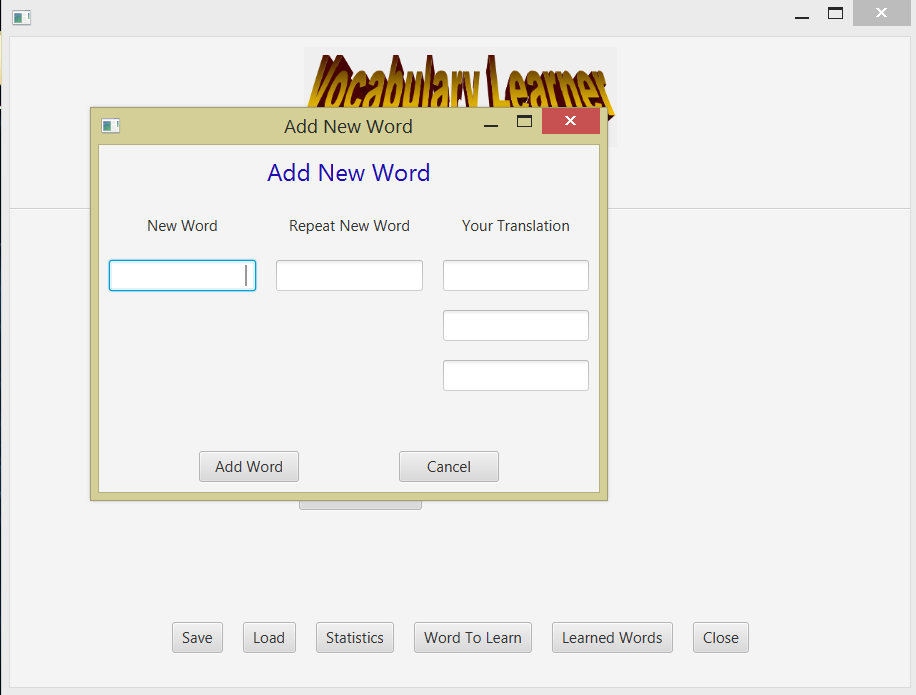 Vocabulary Learner
Add New Word
Add New Word
New Word Repeat New Word Your Translation
Add Word Cancel
Save Load Statistics Word To Learn Learned Words Close